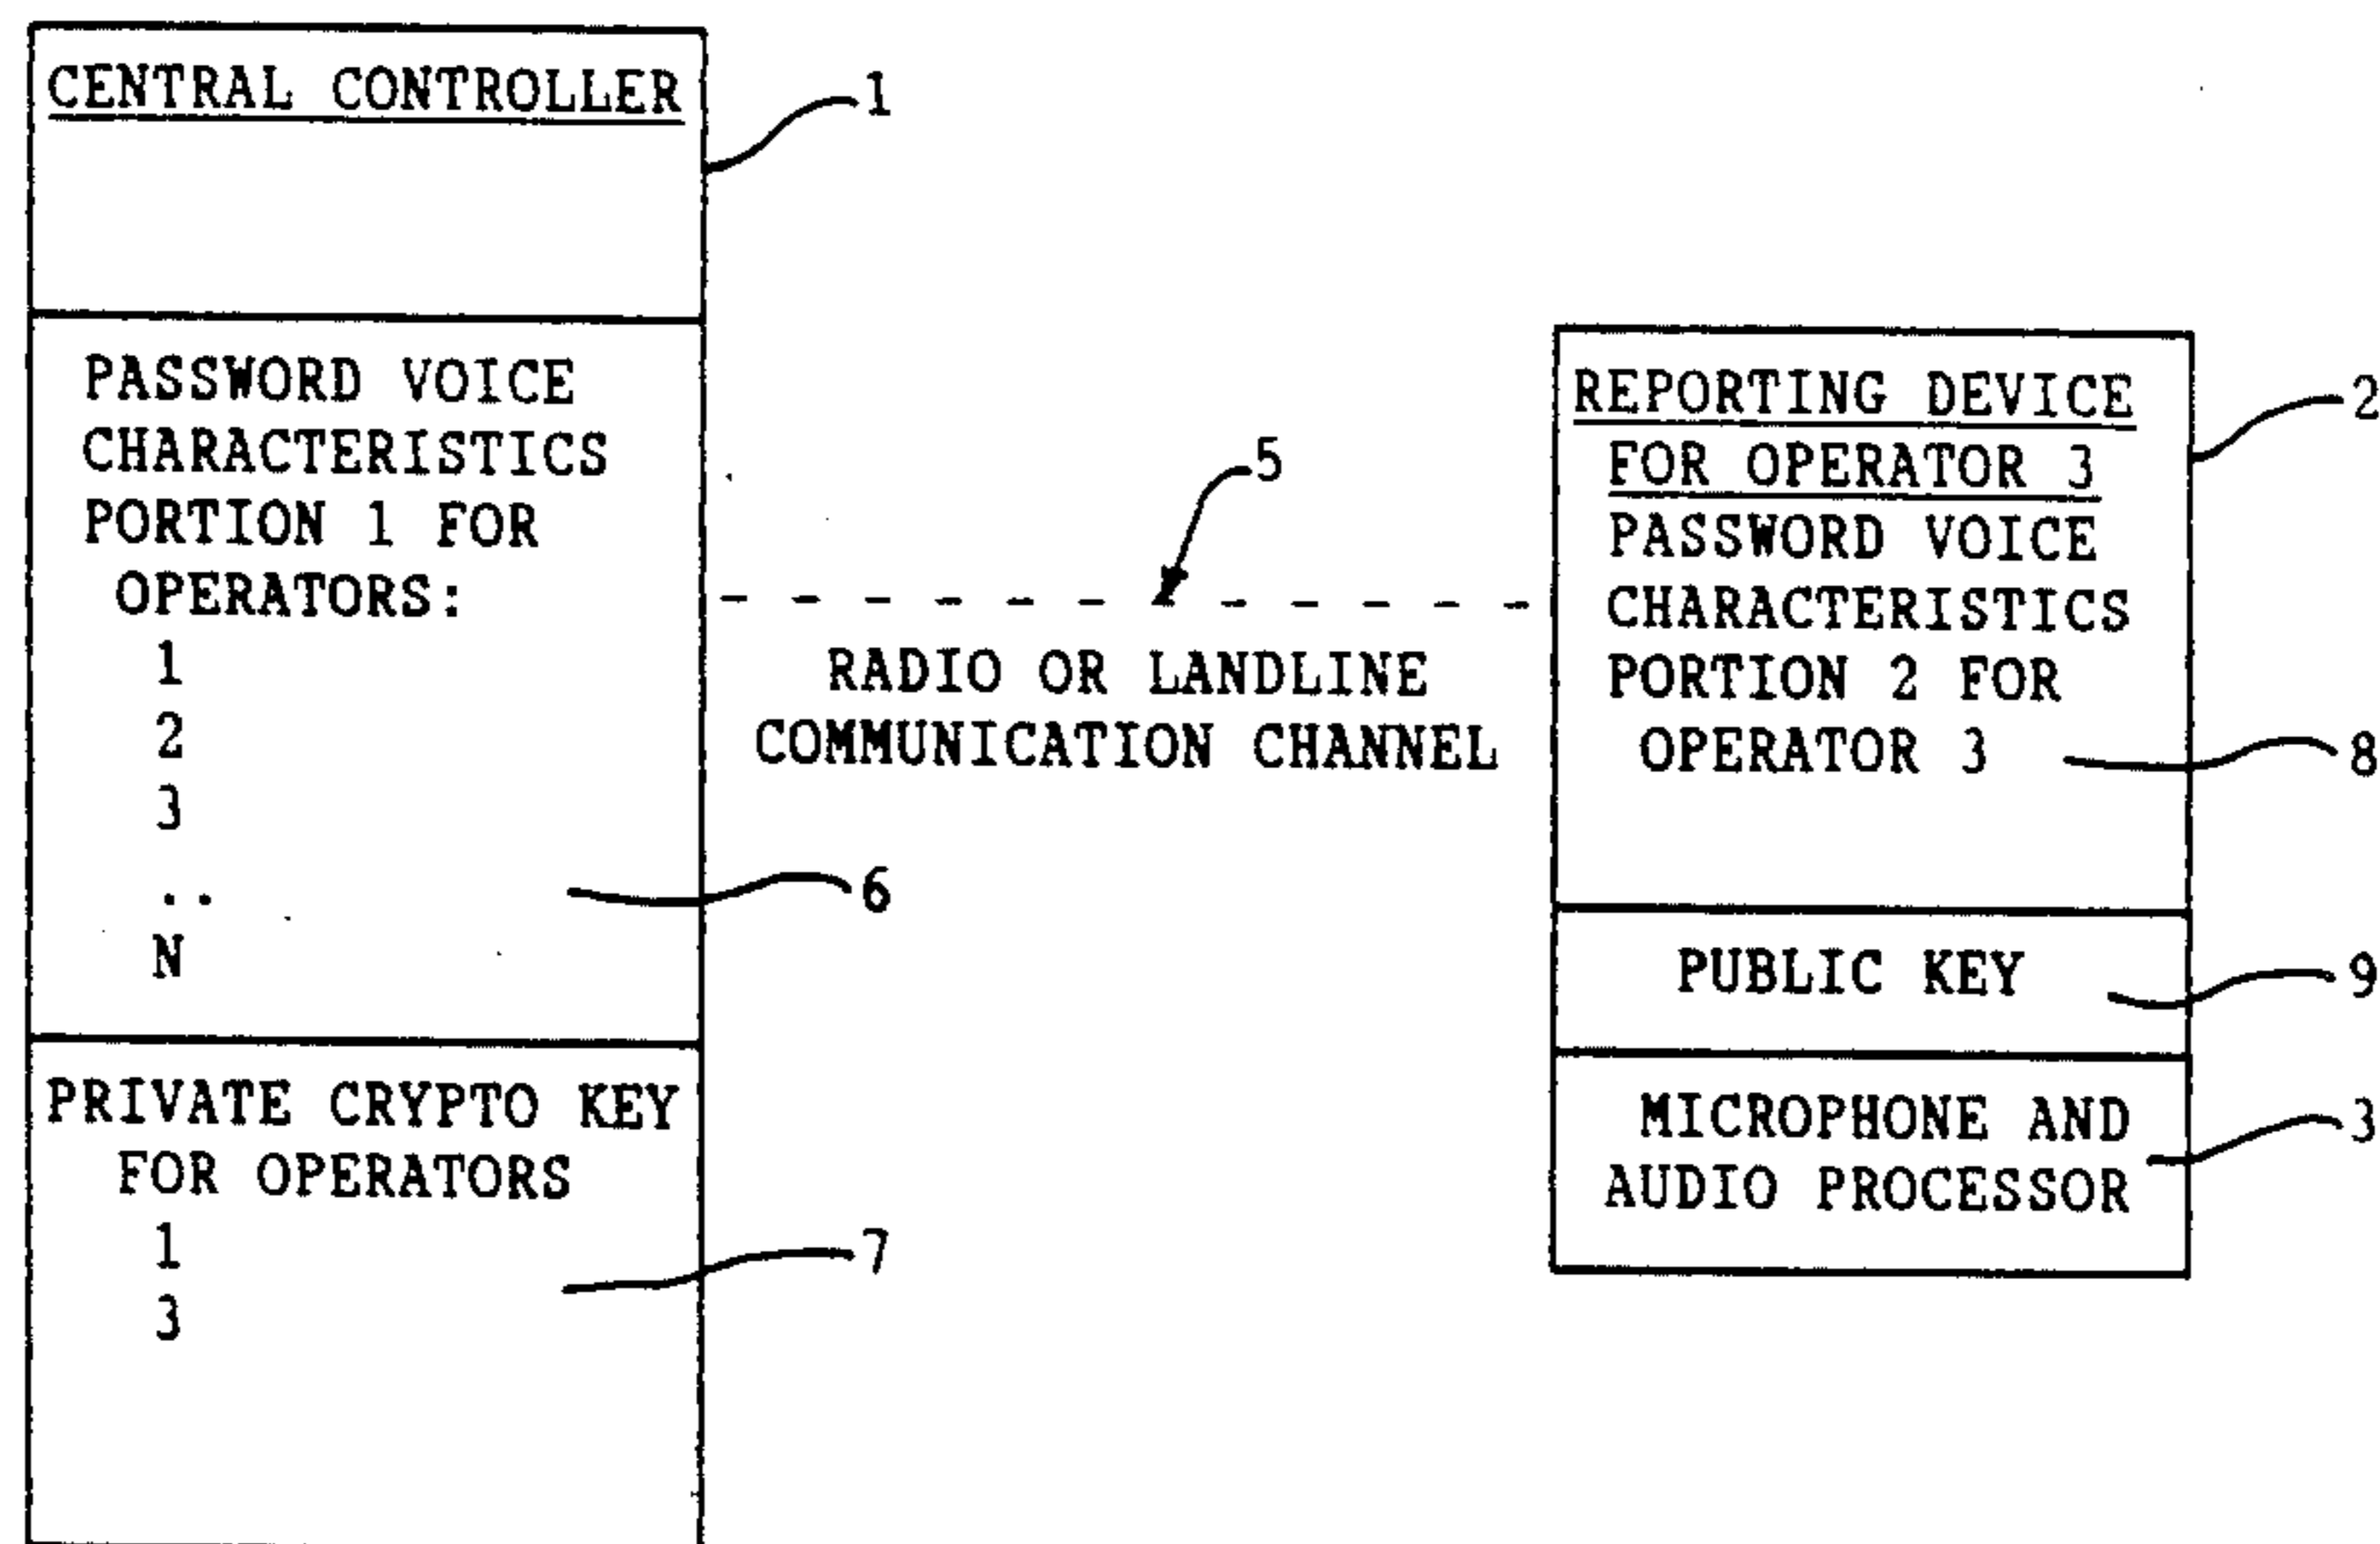 CENTRAL CONTROLLER
1
PASSWORD VOICE
CHARACTERISTICS
PORTION 1 FOR
OPERATORS:
1
2
3
..
N
6
PRIVATE CRYPTO KEY
FOR OPERATORS
1
3
7
5
RADIO OR LANDLINE
COMMUNICATION CHANNEL
REPORTING DEVICE
FOR OPERATOR 3
2
PASSWORD VOICE
CHARACTERISTICS
PORTION 2 FOR
OPERATOR 3
8
PUBLIC KEY
9
MICROPHONE AND
AUDIO PROCESSOR
3